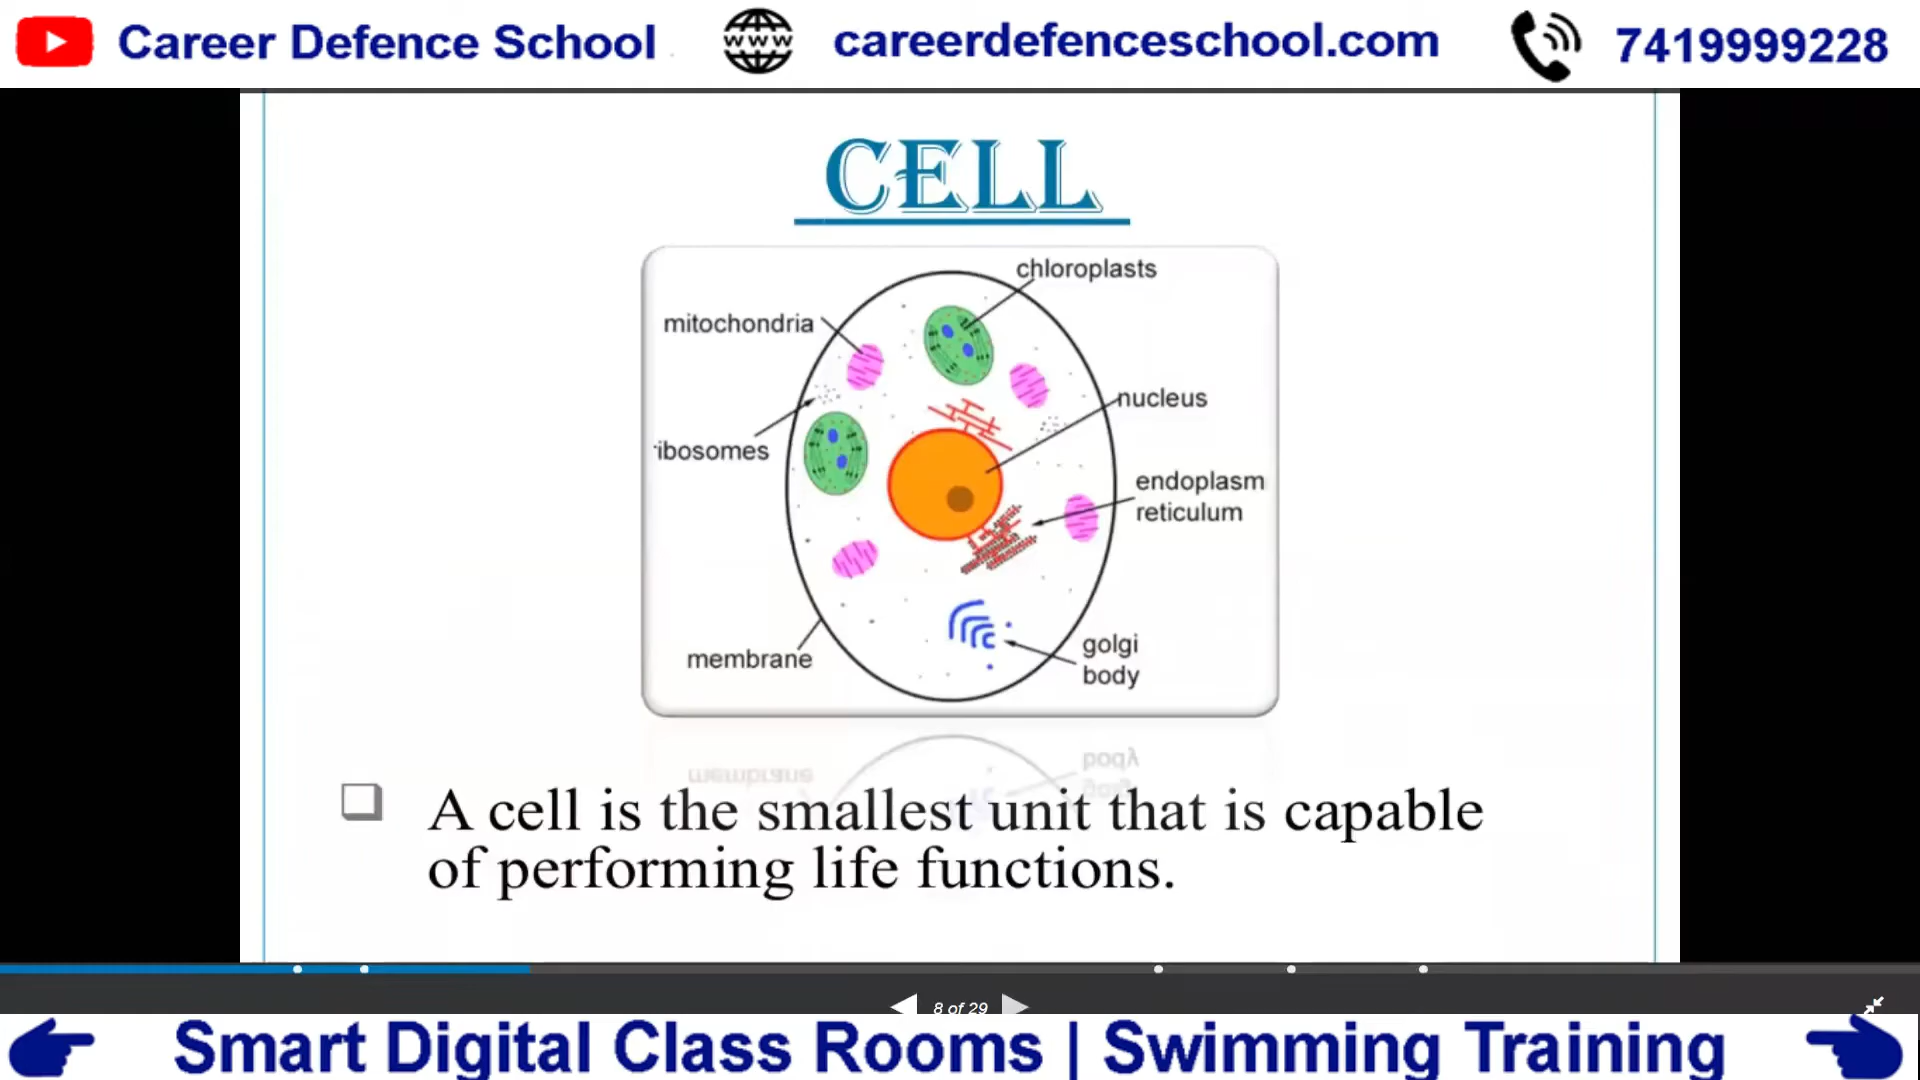 Career Defence School
www
careerdefenceschool.com
7419999228
CELL
chloroplasts
mitochondria
nucleus
ribosomes
endoplasm
reticulum
membrane
golgi
body
A cell is the smallest unit that is capable
of performing life functions.
8 of 29
Smart Digital Class Rooms | Swimming Training